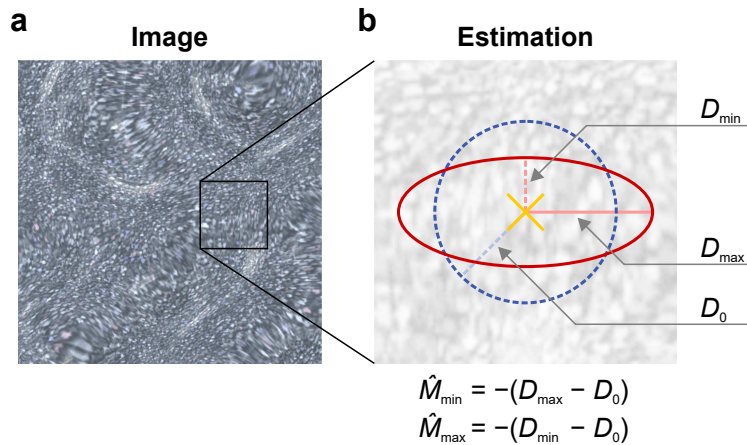 a
Image
b
Estimation
D_min
D_max
D_0
M̂_min = −(D_max − D_0)
M̂_max = −(D_min − D_0)